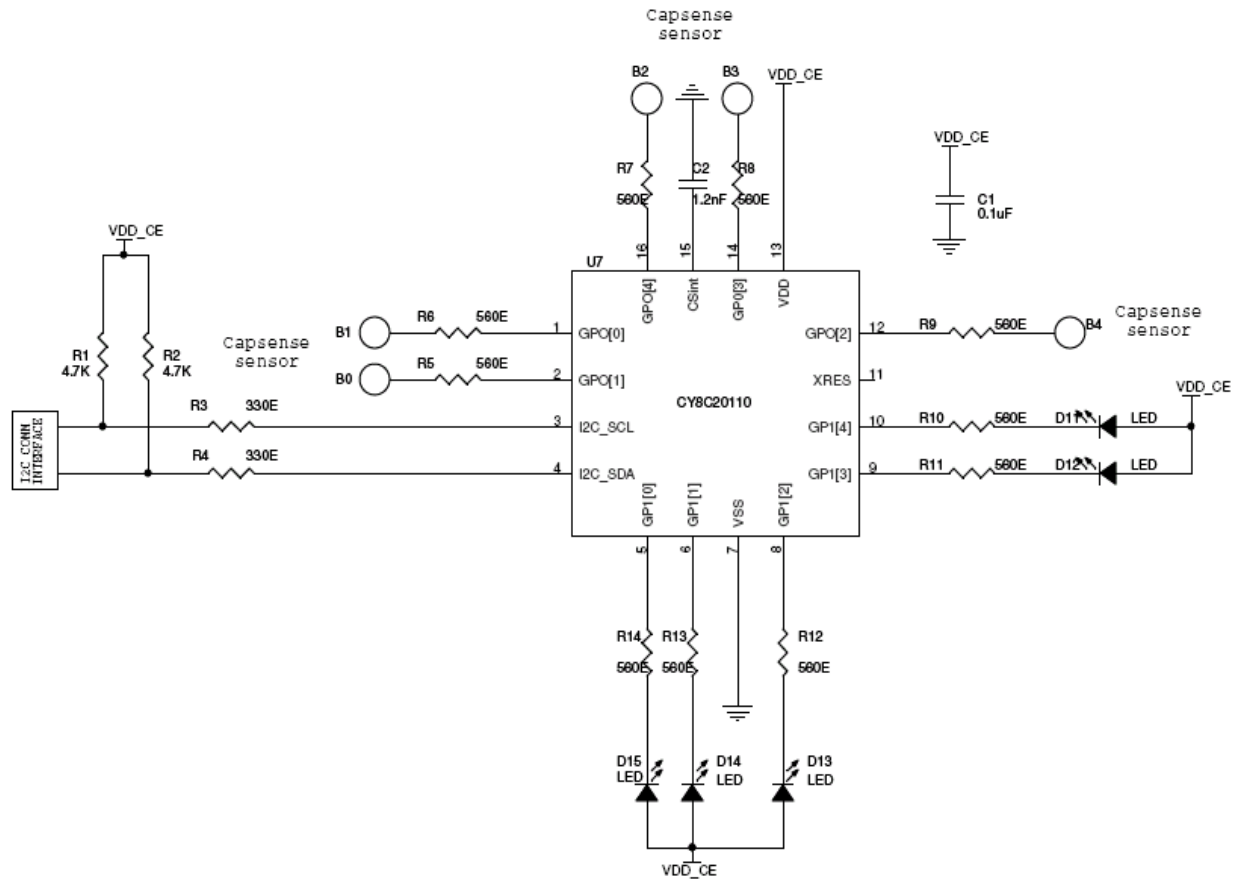 Capsense
sensor
B2
B3
VDD_CE
VDD_CE
R7
C2
R8
560E
1.2nF
560E
C1
0.1uF
VDD_CE
16
15
14
13
U7
GPO[4]
CSint
GP0[3]
VDD
B1
R6
560E
1
GPO[0]
GPO[2]
12
R9
560E
B4
Capsense
sensor
Capsense
sensor
R1
4.7K
R2
4.7K
B0
R5
560E
2
GPO[1]
XRES
11
CY8C20110
VDD_CE
I2C COMM
INTERFACE
R3
330E
3
I2C_SCL
GP1[4]
10
R10
560E
D11
LED
R4
330E
4
I2C_SDA
GP1[3]
9
R11
560E
D12
LED
GP1[0]
GP1[1]
VSS
GP1[2]
5
6
7
8
R14
R13
R12
560E
560E
560E
D15
LED
D14
LED
D13
LED
VDD_CE